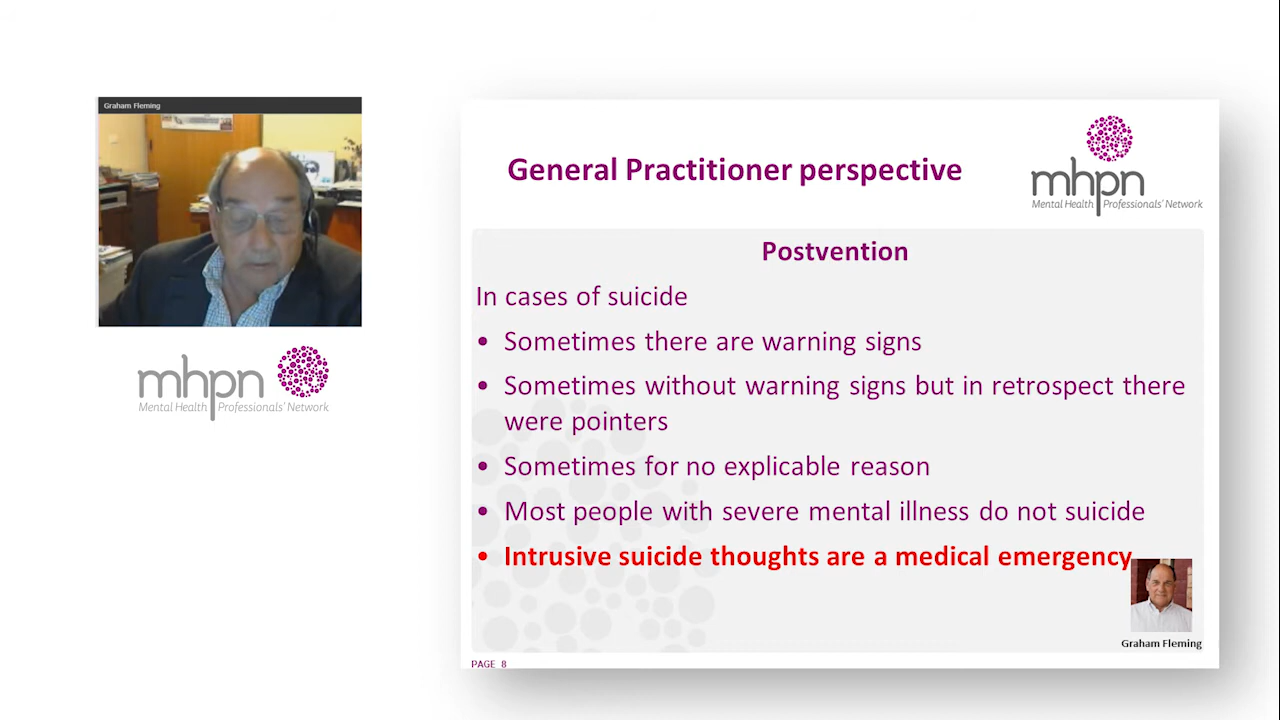 Graham Fleming
mhpn
Mental Health Professionals' Network
General Practitioner perspective
mhpn
Mental Health Professionals' Network
Postvention
In cases of suicide
• Sometimes there are warning signs
• Sometimes without warning signs but in retrospect there
were pointers
• Sometimes for no explicable reason
• Most people with severe mental illness do not suicide
• Intrusive suicide thoughts are a medical emergency
Graham Fleming
PAGE 8